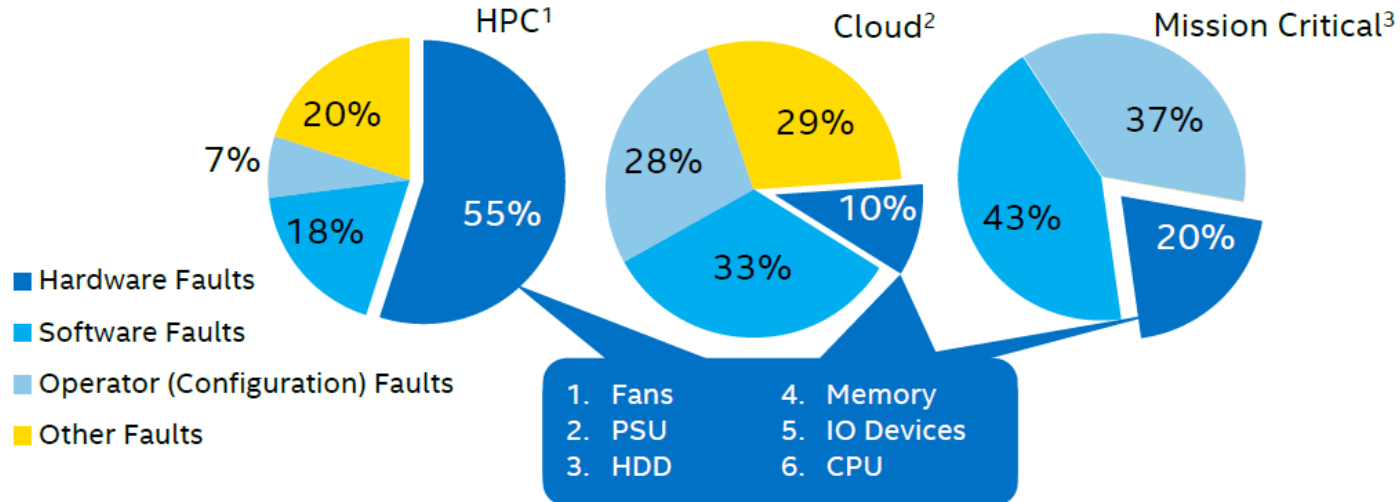 HPC¹
20%
7%
18%
55%
Cloud²
29%
28%
10%
33%
Mission Critical³
37%
43%
20%
Hardware Faults
Software Faults
Operator (Configuration) Faults
Other Faults
1. Fans
2. PSU
3. HDD
4. Memory
5. IO Devices
6. CPU